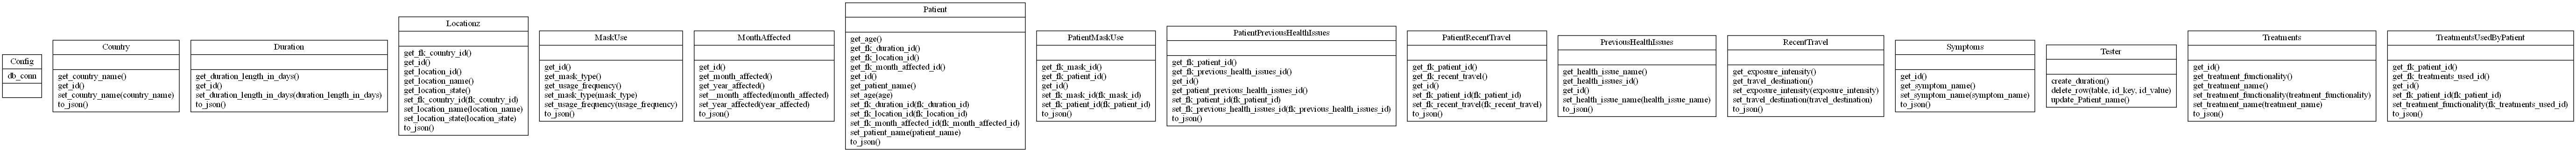 Config
db_conn
Country
get_country_name()
get_id()
set_country_name(country_name)
to_json()
Duration
get_duration_length_in_days()
get_id()
set_duration_length_in_days(duration_length_in_days)
to_json()
Locationz
get_fk_country_id()
get_id()
get_location_id()
get_location_name()
get_location_state()
set_fk_country_id(fk_country_id)
set_location_name(location_name)
set_location_state(location_state)
to_json()
MaskUse
get_id()
get_mask_type()
get_usage_frequency()
set_mask_type(mask_type)
set_usage_frequency(usage_frequency)
to_json()
MonthAffected
get_id()
get_month_affected()
get_year_affected()
set__month_affected(month_affected)
set_year_affected(year_affected)
to_json()
Patient
get_age()
get_fk_duration_id()
get_fk_location_id()
get_fk_month_affected_id()
get_id()
get_patient_name()
set_age(age)
set_fk_duration_id(fk_duration_id)
set_fk_location_id(fk_location_id)
set_fk_month_affected_id(fk_month_affected_id)
set_patient_name(patient_name)
to_json()
PatientMaskUse
get_fk_mask_id()
get_fk_patient_id()
get_id()
set_fk_mask_id(fk_mask_id)
set_fk_patient_id(fk_patient_id)
to_json()
PatientPreviousHealthIssues
get_fk_patient_id()
get_fk_previous_health_issues_id()
get_id()
get_patient_previous_health_issues_id()
set_fk_patient_id(fk_patient_id)
set_fk_previous_health_issues_id(fk_previous_health_issues_id)
to_json()
PatientRecentTravel
get_fk_patient_id()
get_fk_recent_travel()
get_id()
set_fk_patient_id(fk_patient_id)
set_fk_recent_travel(fk_recent_travel)
to_json()
PreviousHealthIssues
get_health_issue_name()
get_health_issues_id()
get_id()
set_health_issue_name(health_issue_name)
to_json()
RecentTravel
get_exposure_intensity()
get_travel_destination()
set_exposure_intensity(exposure_intensity)
set_travel_destination(travel_destination)
to_json()
Symptoms
get_id()
get_symptom_name()
set_symptom_name(symptom_name)
to_json()
Tester
create_duration()
delete_row(table, id_key, id_value)
update_Patient_name()
Treatments
get_id()
get_treatment_functionality()
get_treatment_name()
set_treatment_functionality(treatment_functionality)
set_treatment_name(treatment_name)
to_json()
TreatmentsUsedByPatient
get_fk_patient_id()
get_fk_treatments_used_id()
get_id()
set_fk_patient_id(fk_patient_id)
set_treatment_functionality(fk_treatments_used_id)
to_json()